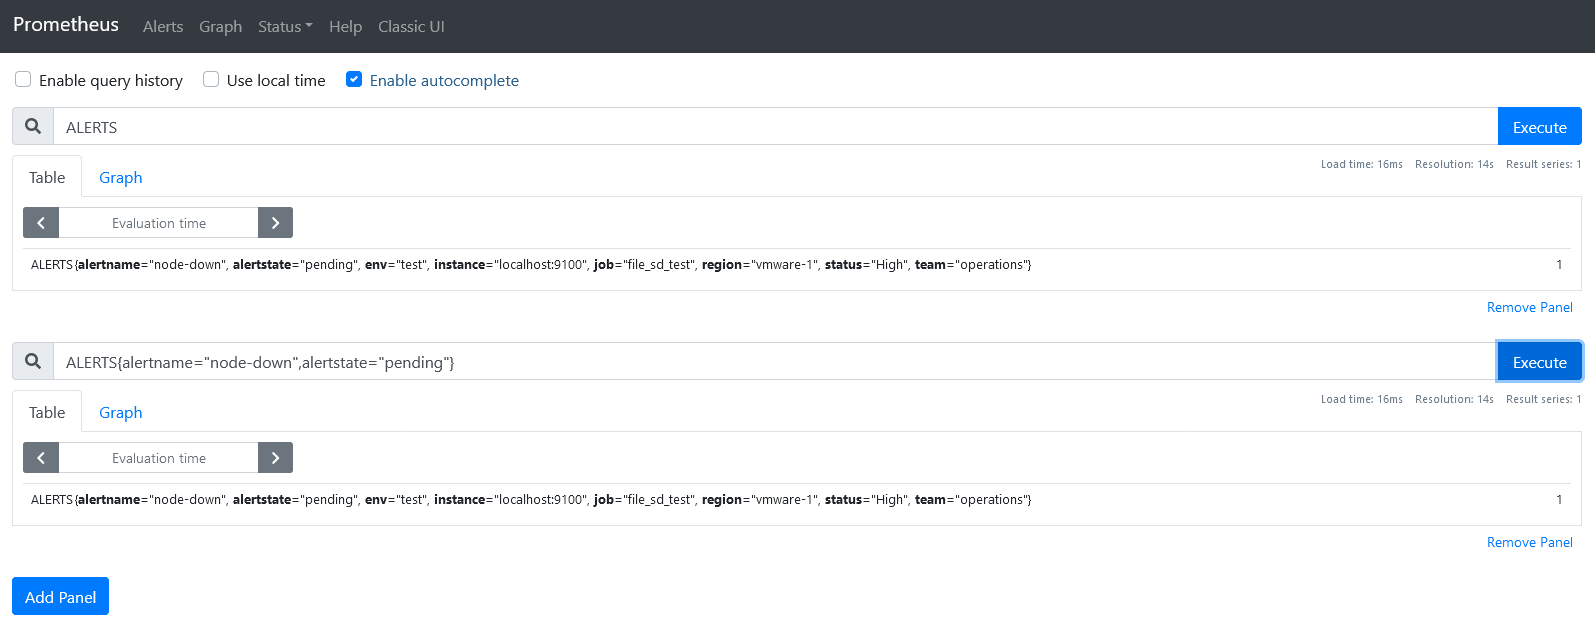 Prometheus Alerts Graph Status Help Classic UI
Enable query history Use local time Enable autocomplete
ALERTS Execute
Table Graph Load time: 16ms Resolution: 14s Result series: 1
Evaluation time
ALERTS{alertname="node-down", alertstate="pending", env="test", instance="localhost:9100", job="file_sd_test", region="vmware-1", status="High", team="operations"} 1
Remove Panel
ALERTS{alertname="node-down",alertstate="pending"} Execute
Table Graph Load time: 16ms Resolution: 14s Result series: 1
Evaluation time
ALERTS{alertname="node-down", alertstate="pending", env="test", instance="localhost:9100", job="file_sd_test", region="vmware-1", status="High", team="operations"} 1
Remove Panel
Add Panel